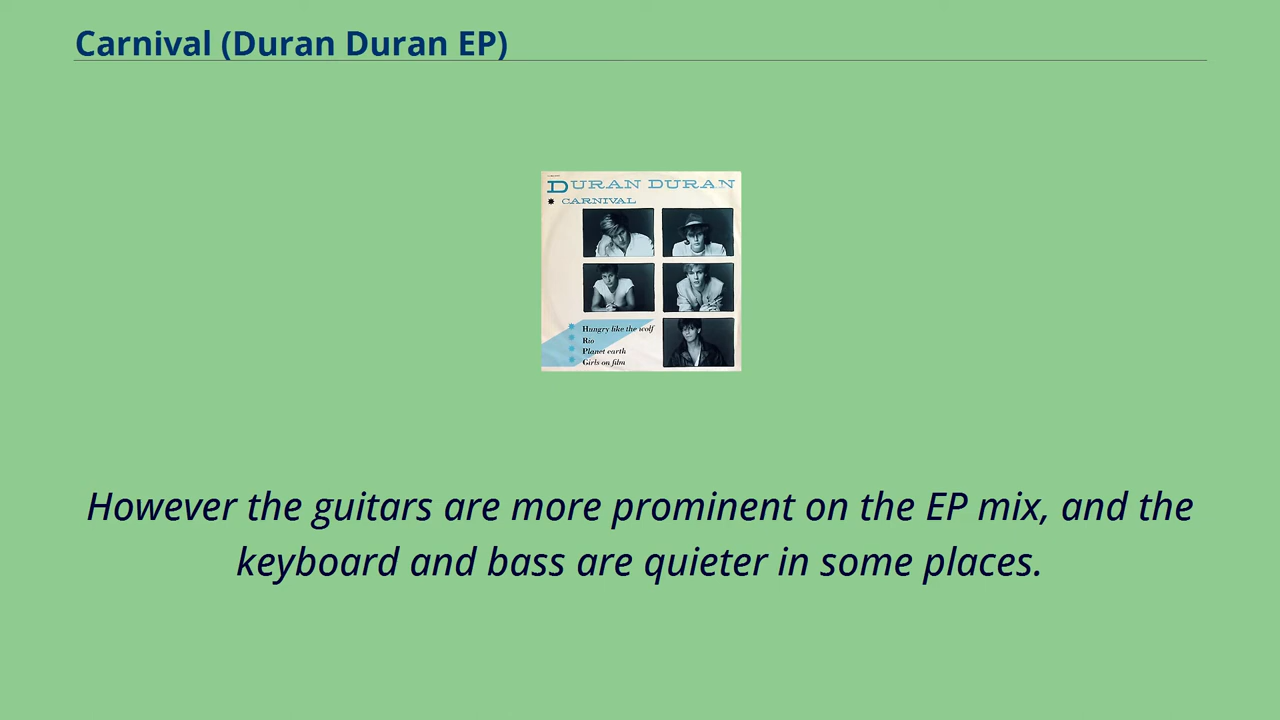 Carnival (Duran Duran EP)
DURAN DURAN
CARNIVAL
Hungry like the wolf
Rio
Planet earth
Girls on film
However the guitars are more prominent on the EP mix, and the
keyboard and bass are quieter in some places.